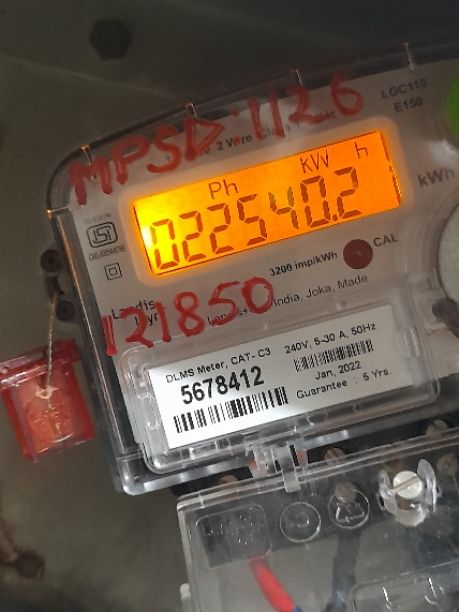 LGC110
E150
MPSD 1126
2 Wire
Ph
KW h
022540.2
kWh
CAL
3200 imp/kWh
Landis
India, Joka, Made
121850
DLMS Meter, CAT- C3
240V, 5-30 A, 50Hz
5678412
Jan, 2022
Guarantee : 5 Yrs.